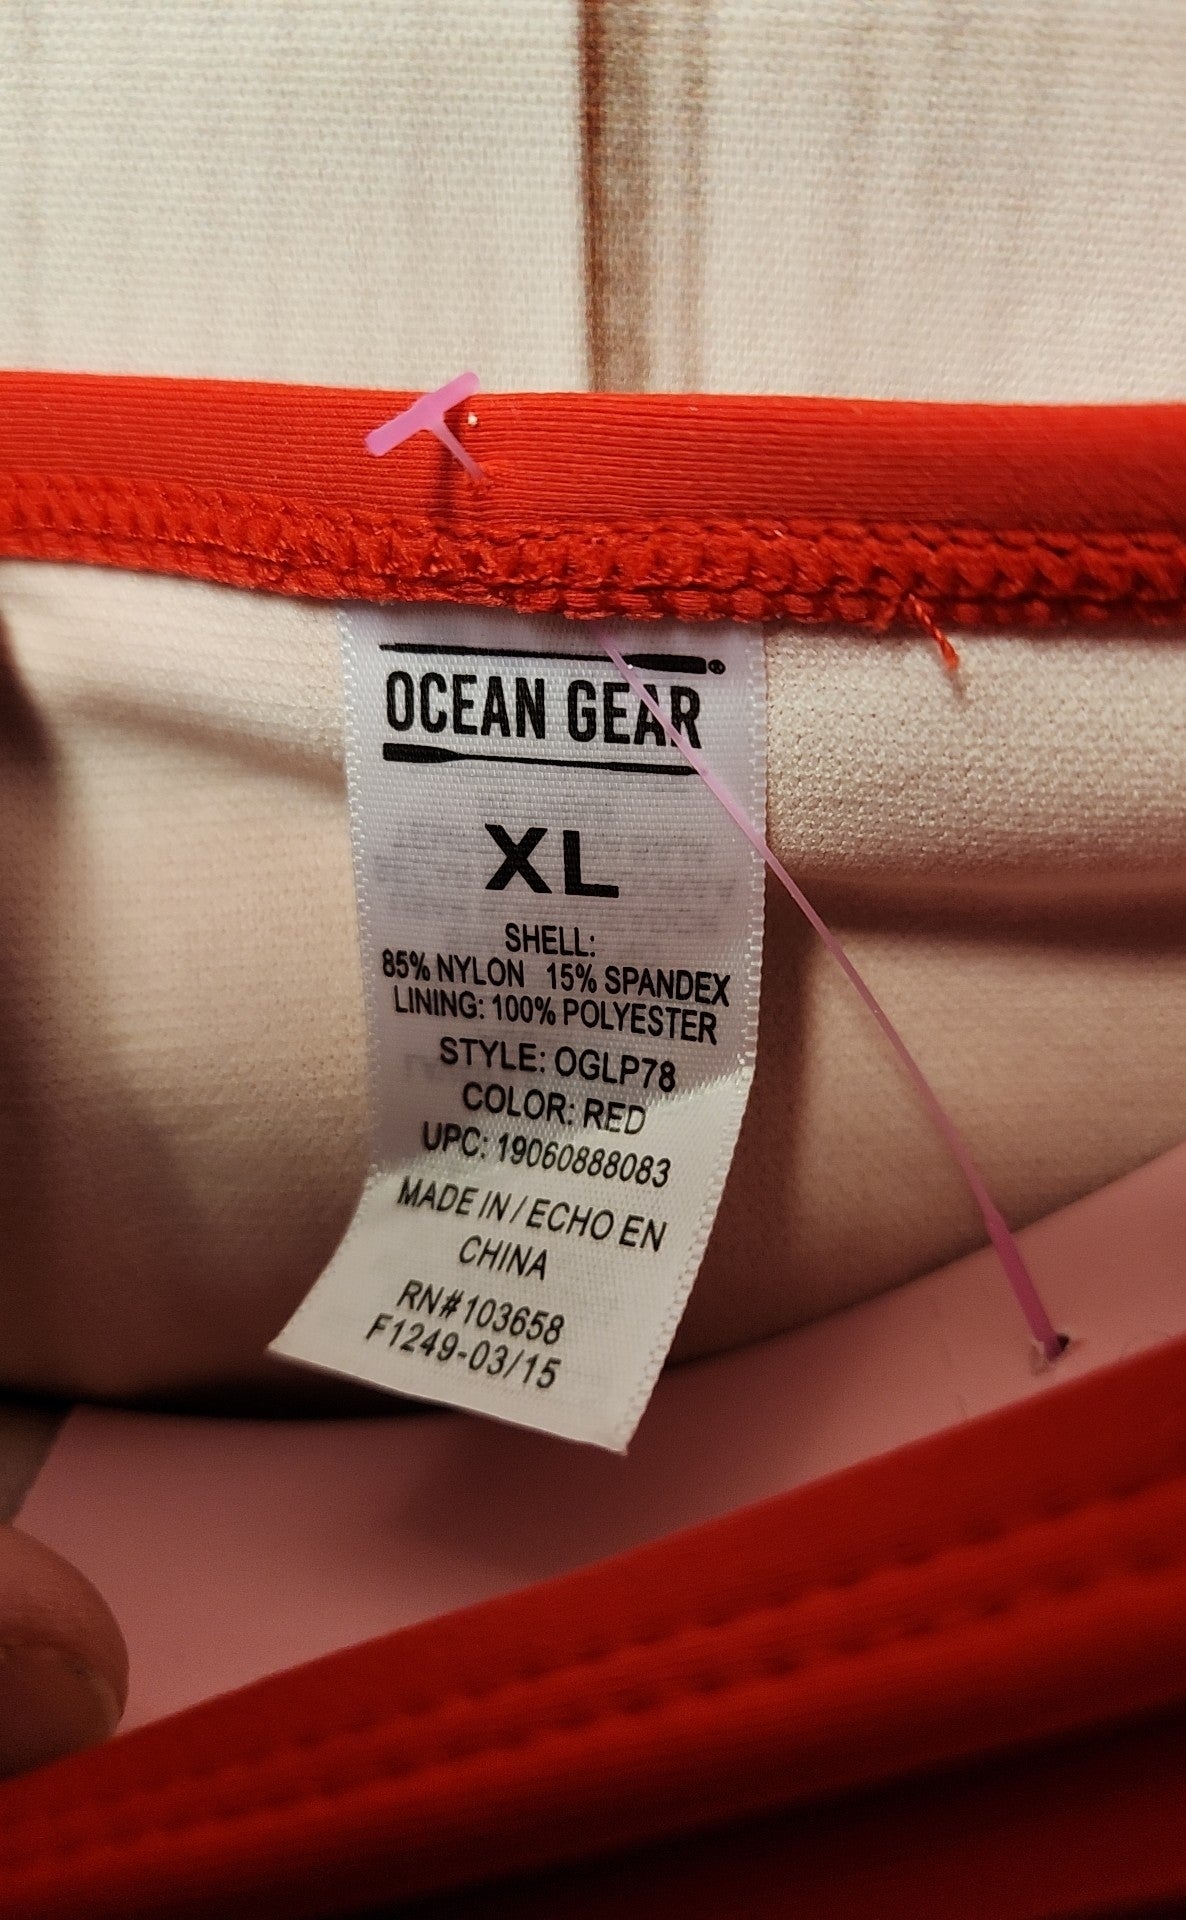 OCEAN GEAR®
XL
SHELL:
85% NYLON 15% SPANDEX
LINING: 100% POLYESTER
STYLE: OGLP78
COLOR: RED
UPC: 19060888083
MADE IN / ECHO EN
CHINA
RN#103658
F1249-03/15